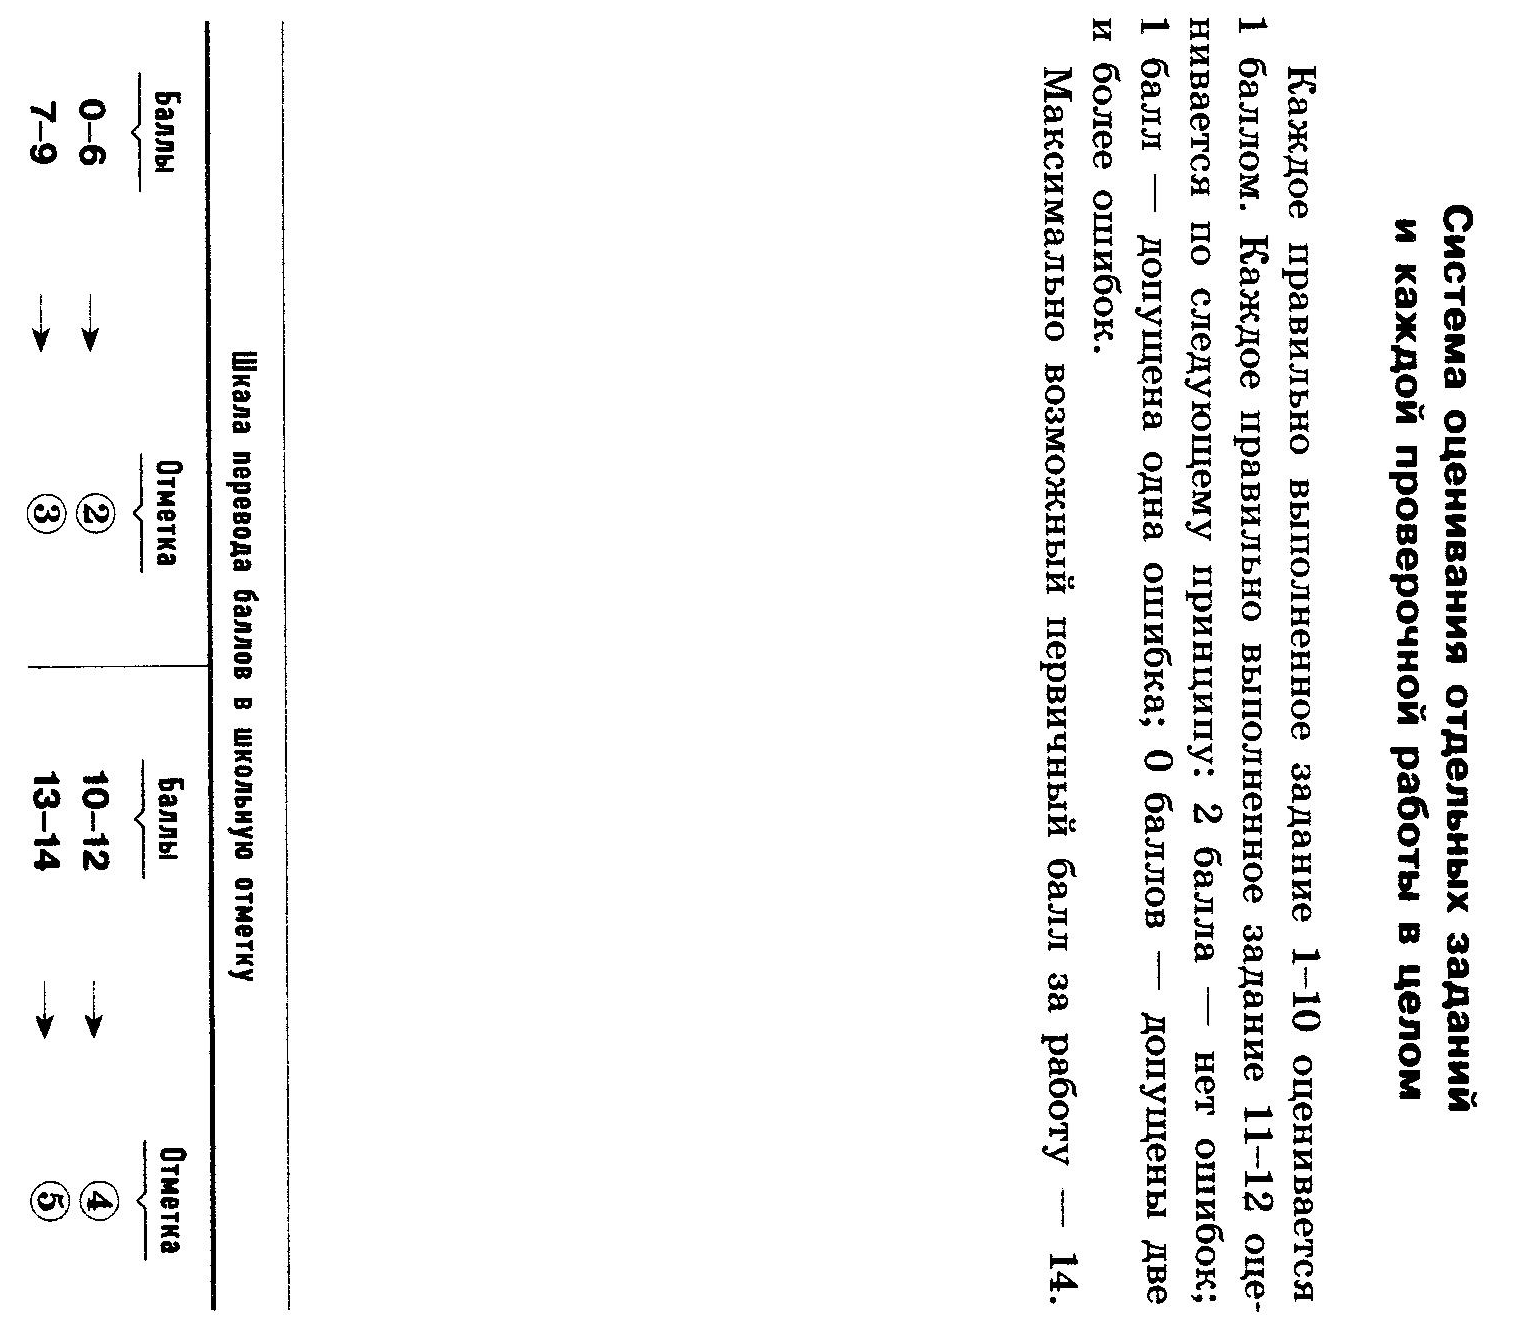 Система оценивания отдельных заданий
и каждой проверочной работы в целом
Каждое правильно выполненное задание 1–10 оценивается
1 баллом. Каждое правильно выполненное задание 11–12 оце-
нивается по следующему принципу: 2 балла — нет ошибок;
1 балл — допущена одна ошибка; 0 баллов — допущены две
и более ошибок.
Максимально возможный первичный балл за работу — 14.
Шкала перевода баллов в школьную отметку
Баллы Отметка Баллы Отметка
0–6 → 2 10–12 → 4
7–9 → 3 13–14 → 5